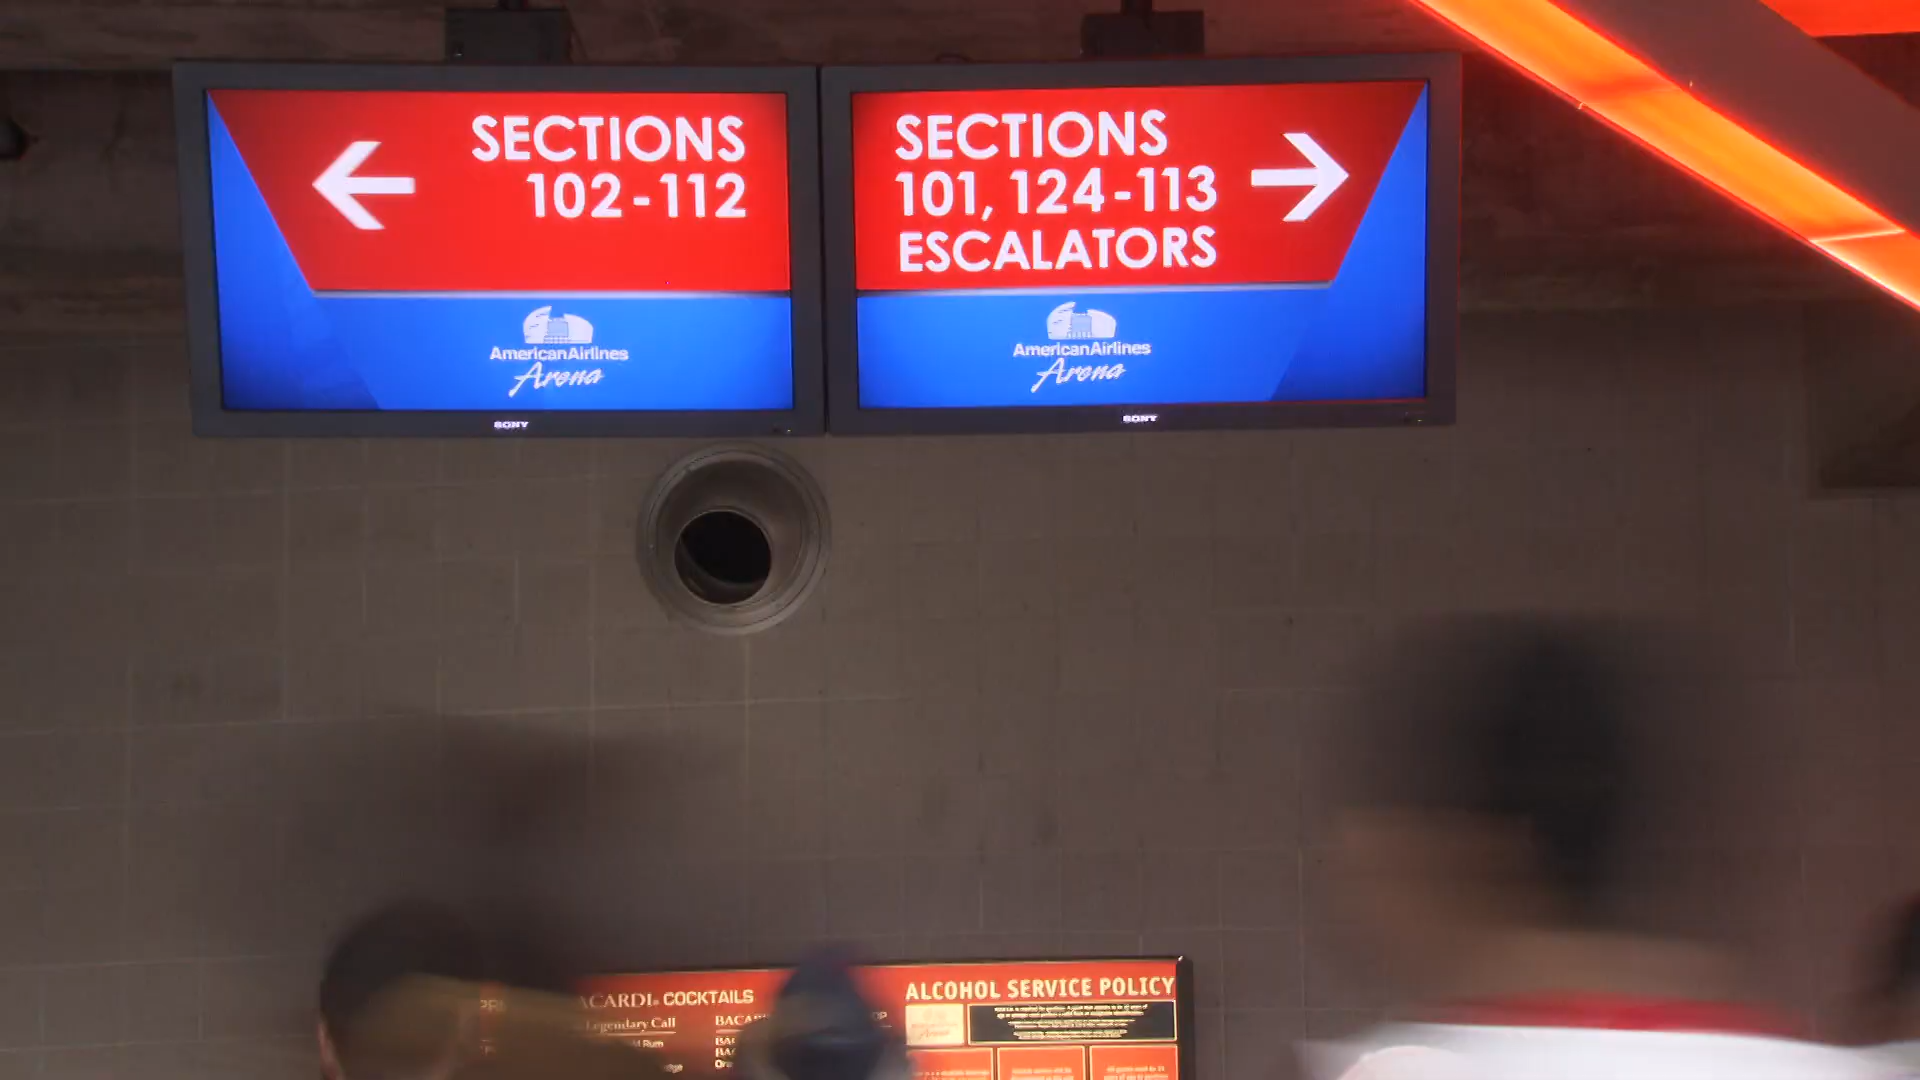 SECTIONS
102-112
AmericanAirlines
Arena
SONY
SECTIONS
101, 124-113
ESCALATORS
AmericanAirlines
Arena
SONY
ACARDI. COCKTAILS
Legendary Call
Rum
ALCOHOL SERVICE POLICY